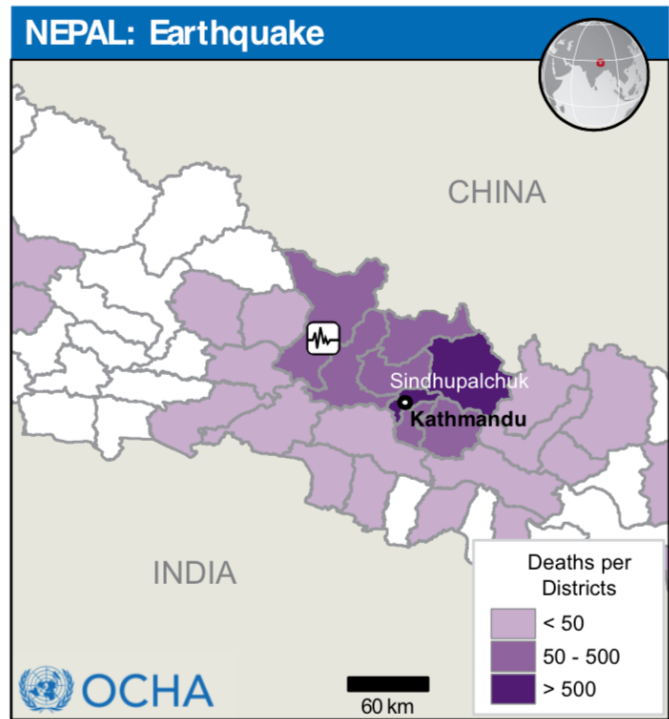 NEPAL: Earthquake
CHINA
Sindhupalchuk
Kathmandu
INDIA
Deaths per
Districts
< 50
50 - 500
> 500
OCHA
60 km